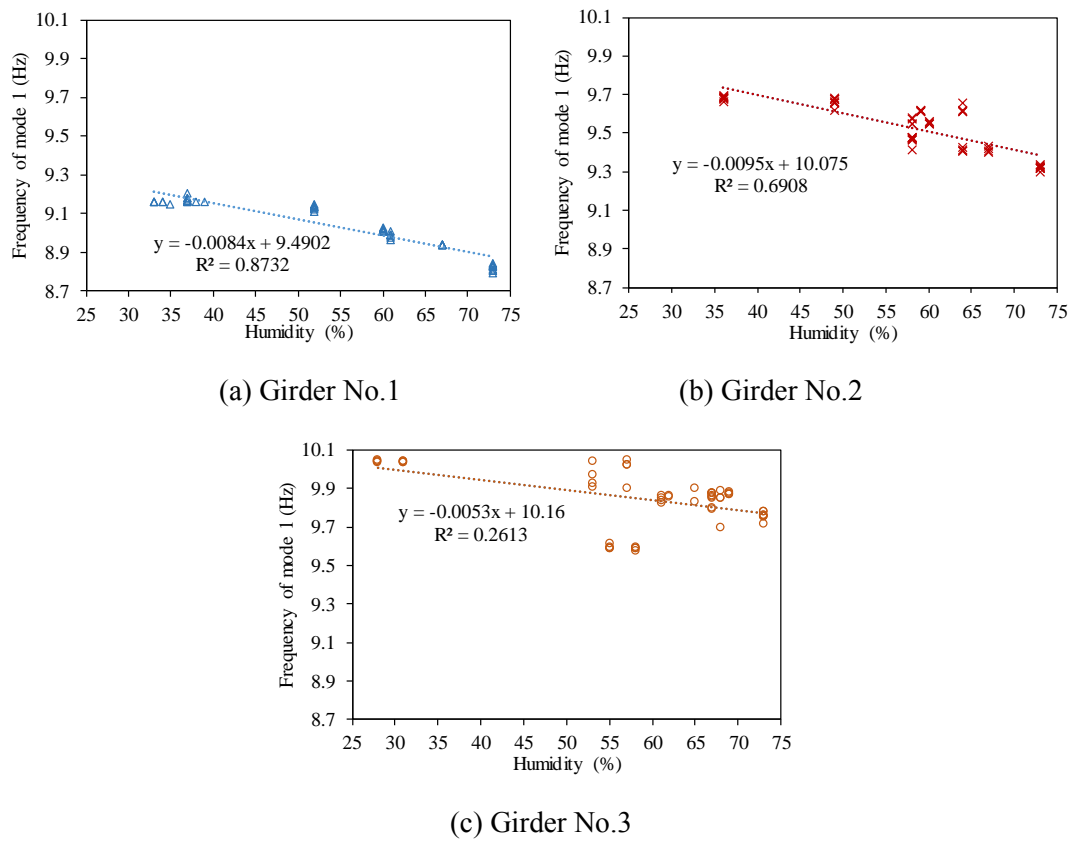 10.1
9.9
9.7
9.5
9.3
9.1
8.9
8.7
Frequency of mode 1 (Hz)
y = -0.0084x + 9.4902
R² = 0.8732
25 30 35 40 45 50 55 60 65 70 75
Humidity (%)
(a) Girder No.1
10.1
9.9
9.7
9.5
9.3
9.1
8.9
8.7
Frequency of mode 1 (Hz)
y = -0.0095x + 10.075
R² = 0.6908
25 30 35 40 45 50 55 60 65 70 75
Humidity (%)
(b) Girder No.2
10.1
9.9
9.7
9.5
9.3
9.1
8.9
8.7
Frequency of mode 1 (Hz)
y = -0.0053x + 10.16
R² = 0.2613
25 30 35 40 45 50 55 60 65 70 75
Humidity (%)
(c) Girder No.3